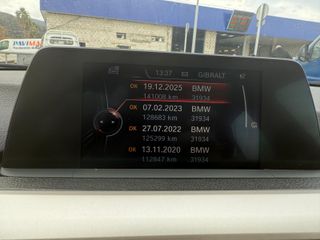 PAVIMA
13:37 GIBRALT
OK 19.12.2025 BMW
141008 km 31934
OK 07.02.2023 BMW
128683 km 31934
OK 27.07.2022 BMW
125299 km 31934
OK 13.11.2020 BMW
112847 km 31934